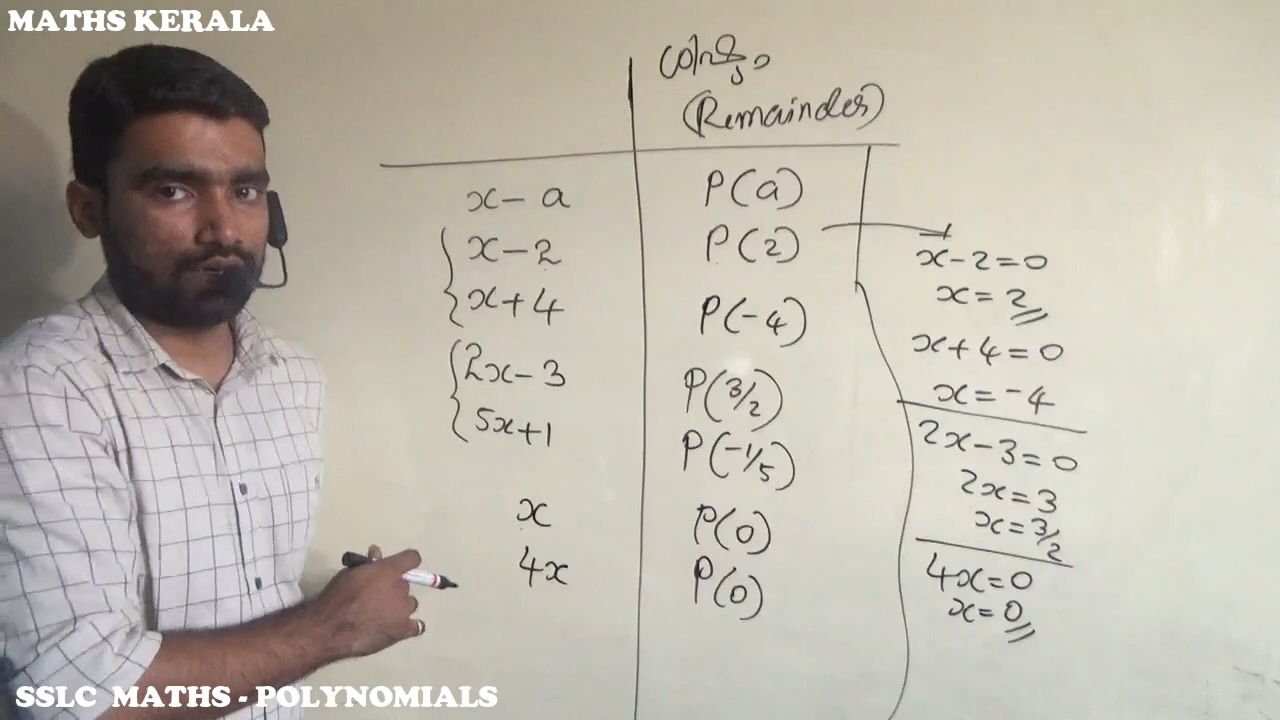 MATHS KERALA
ശിഷ്ടം
(Remainder)
x - a P(a)
x - 2 P(2)
x + 4 P(-4)
2x - 3 P(3/2)
5x + 1 P(-1/5)
x P(0)
4x P(0)
x - 2 = 0
x = 2
x + 4 = 0
x = -4
2x - 3 = 0
2x = 3
x = 3/2
4x = 0
x = 0
SSLC MATHS - POLYNOMIALS